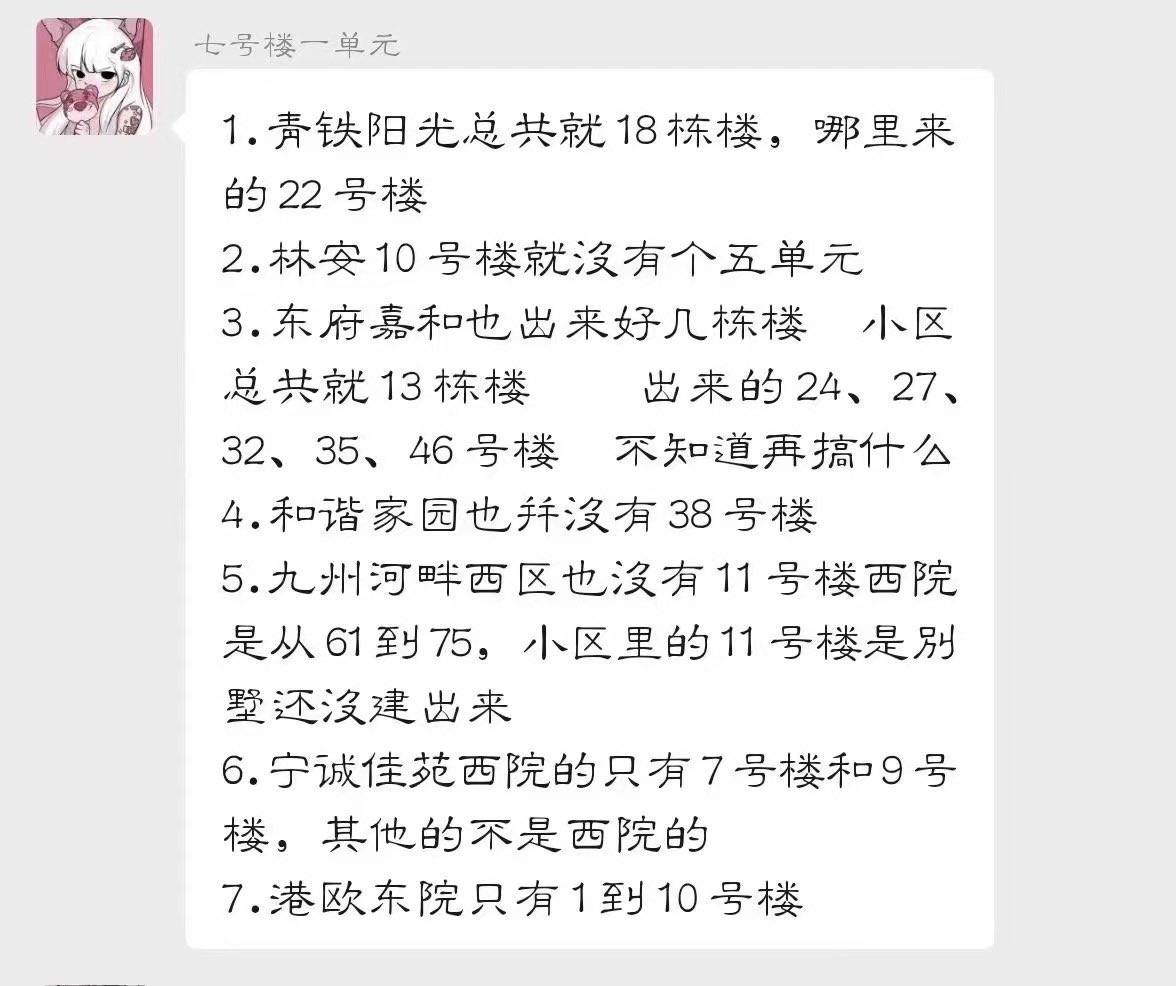 七号楼一单元
1.青铁阳光总共就18栋楼，哪里来
的22号楼
2.林安10号楼就没有个五单元
3.东府嘉和也出来好几栋楼 小区
总共就13栋楼 出来的24、27、
32、35、46号楼 不知道再搞什么
4.和谐家园也并没有38号楼
5.九州河畔西区也没有11号楼西院
是从61到75，小区里的11号楼是别
墅还没建出来
6.宁诚佳苑西院的只有7号楼和9号
楼，其他的不是西院的
7.港欧东院只有1到10号楼